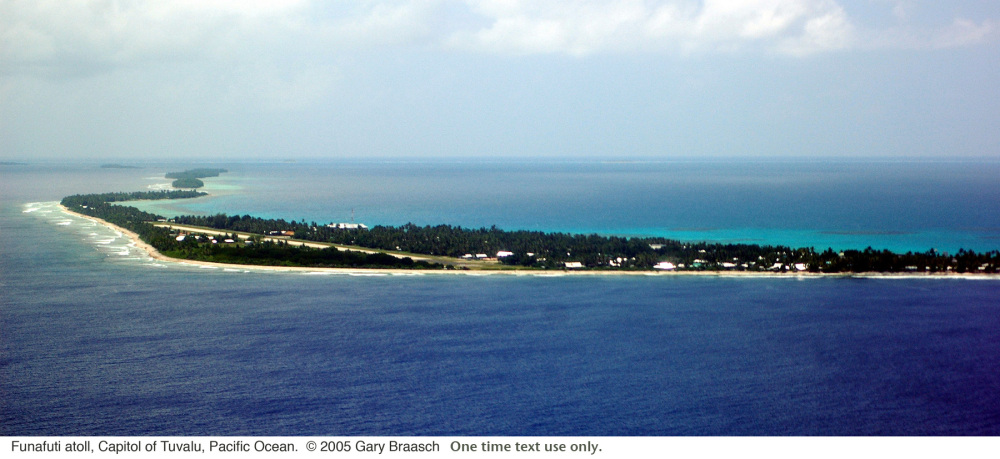 Funafuti atoll, Capitol of Tuvalu, Pacific Ocean. © 2005 Gary Braasch One time text use only.